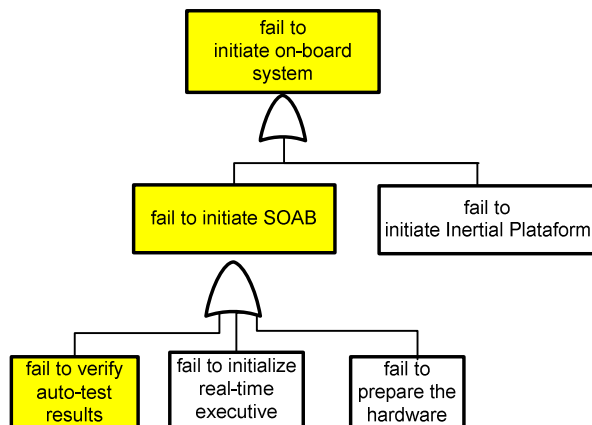 fail to
initiate on-board
system
fail to initiate SOAB
fail to
initiate Inertial Plataform
fail to verify
auto-test
results
fail to initialize
real-time
executive
fail to
prepare the
hardware